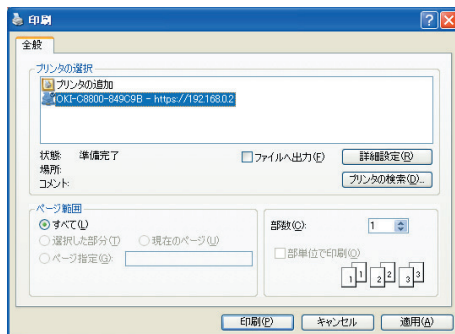 印刷
全般
プリンタの選択
プリンタの追加
OKI-C8800-849C9B - https://192.168.0.2
状態: 準備完了
場所:
コメント:
ファイルへ出力(F)
詳細設定(R)
プリンタの検索(D)...
ページ範囲
すべて(L)
選択した部分(T) 現在のページ(U)
ページ指定(G):
部数(C): 1
部単位で印刷(O)
1 1 2 2 3 3
印刷(P) キャンセル 適用(A)